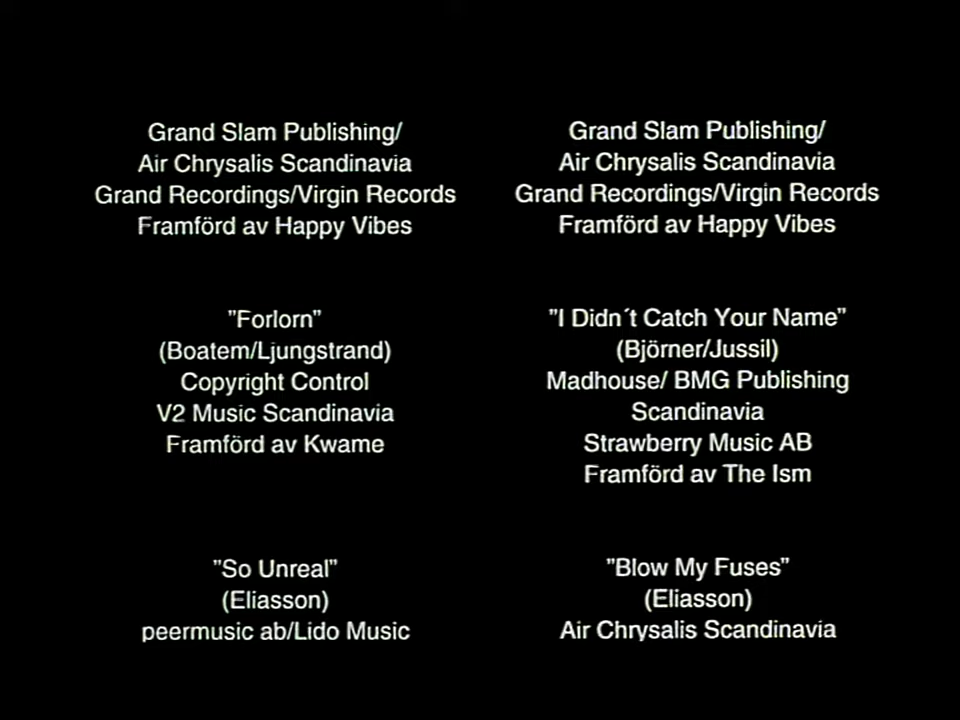 Grand Slam Publishing/
Air Chrysalis Scandinavia
Grand Recordings/Virgin Records
Framförd av Happy Vibes
"Forlorn"
(Boatem/Ljungstrand)
Copyright Control
V2 Music Scandinavia
Framförd av Kwame
"So Unreal"
(Eliasson)
peermusic ab/Lido Music
Grand Slam Publishing/
Air Chrysalis Scandinavia
Grand Recordings/Virgin Records
Framförd av Happy Vibes
"I Didn´t Catch Your Name"
(Björner/Jussil)
Madhouse/ BMG Publishing
Scandinavia
Strawberry Music AB
Framförd av The Ism
"Blow My Fuses"
(Eliasson)
Air Chrysalis Scandinavia